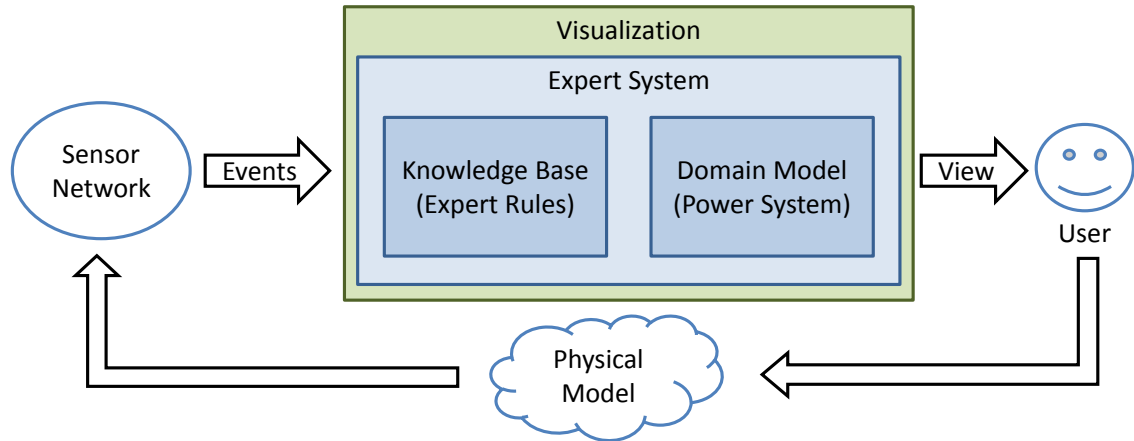 Visualization
Expert System
Sensor
Network
Events
Knowledge Base
(Expert Rules)
Domain Model
(Power System)
View
User
Physical
Model